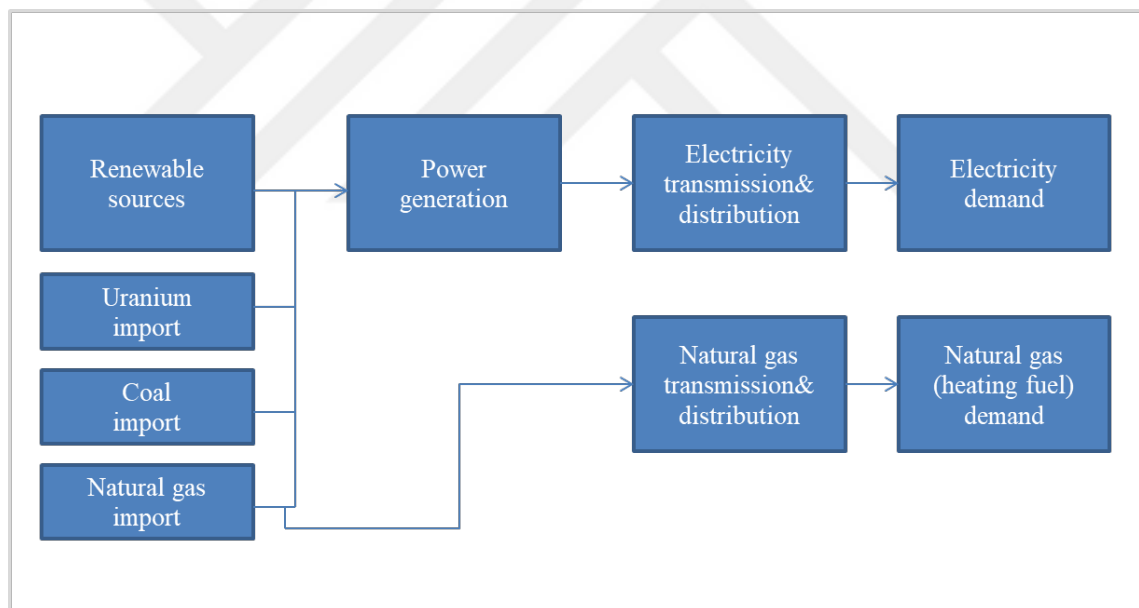 Renewable
sources
Power
generation
Electricity
transmission&
distribution
Electricity
demand
Uranium
import
Coal
import
Natural gas
import
Natural gas
transmission&
distribution
Natural gas
(heating fuel)
demand